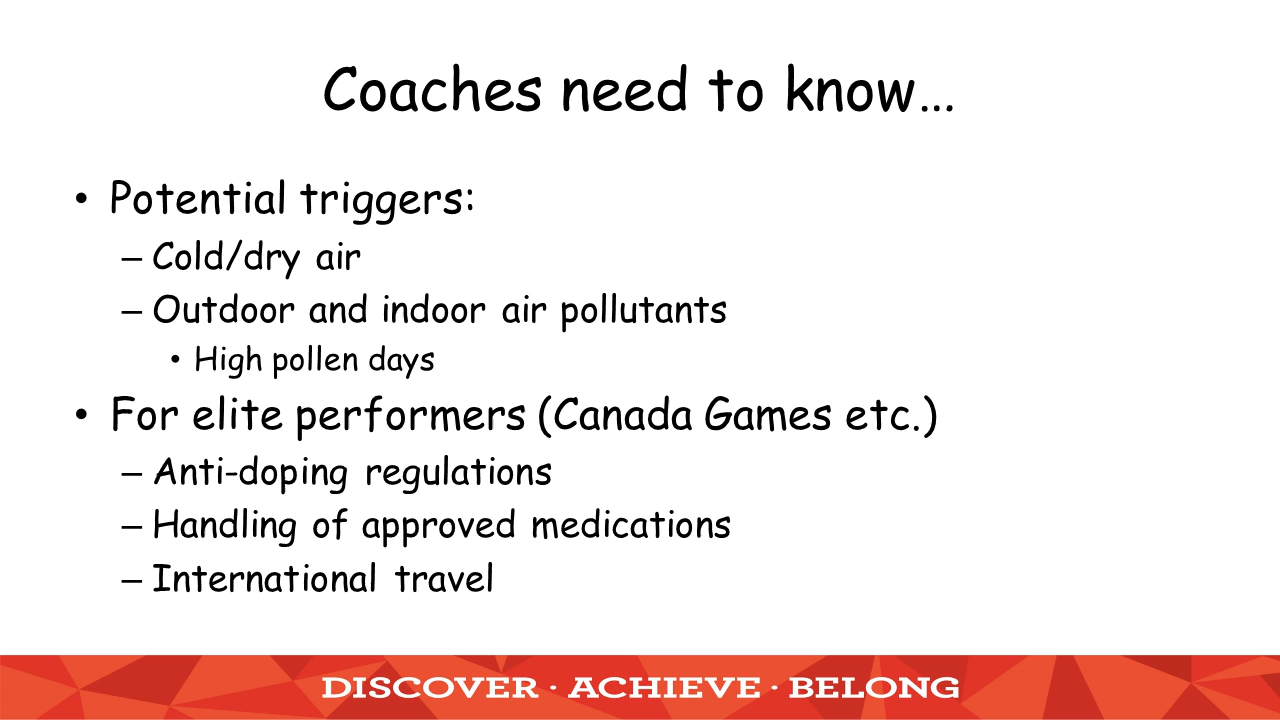 Coaches need to know…
• Potential triggers:
– Cold/dry air
– Outdoor and indoor air pollutants
• High pollen days
• For elite performers (Canada Games etc.)
– Anti-doping regulations
– Handling of approved medications
– International travel
DISCOVER · ACHIEVE · BELONG